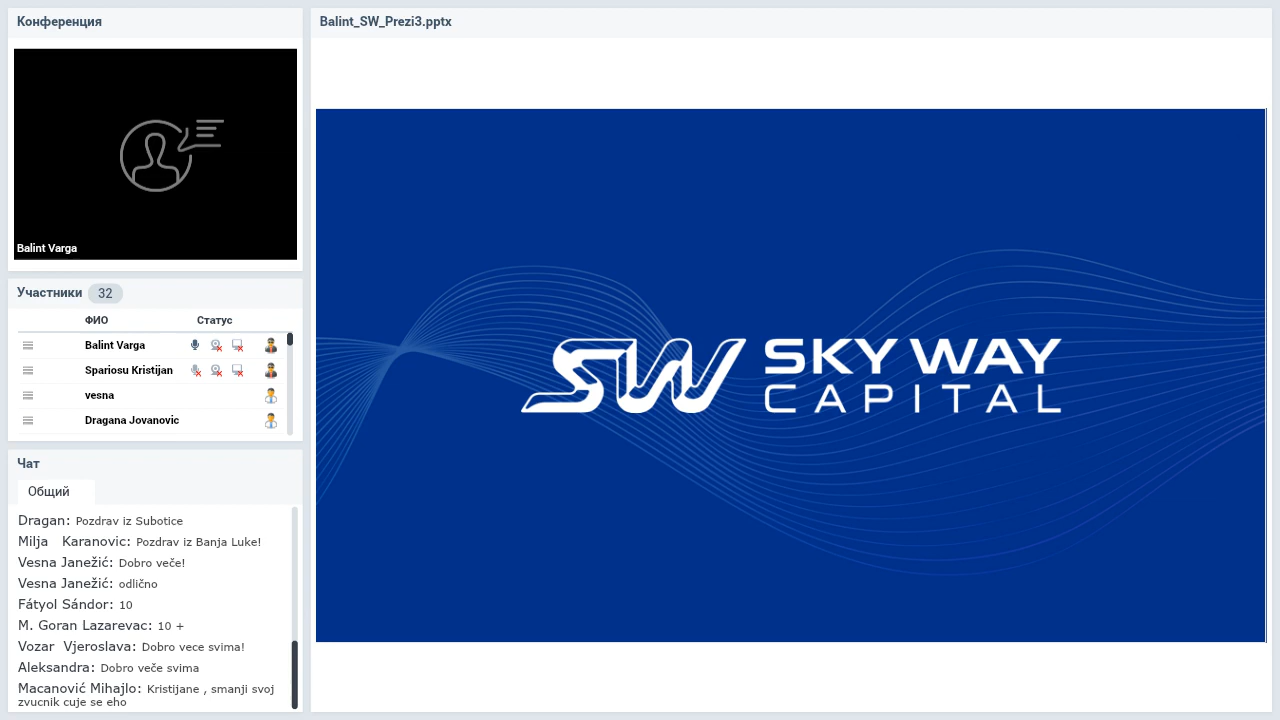 Конференция
Balint Varga
Участники 32
ФИО Статус
Balint Varga
Spariosu Kristijan
vesna
Dragana Jovanovic
Чат
Общий
Dragan: Pozdrav iz Subotice
Milja Karanovic: Pozdrav iz Banja Luke!
Vesna Janežić: Dobro veče!
Vesna Janežić: odlično
Fátyol Sándor: 10
M. Goran Lazarevac: 10 +
Vozar Vjeroslava: Dobro vece svima!
Aleksandra: Dobro veče svima
Macanović Mihajlo: Kristijane , smanji svoj
zvucnik cuje se eho
Balint_SW_Prezi3.pptx
SW SKY WAY
CAPITAL